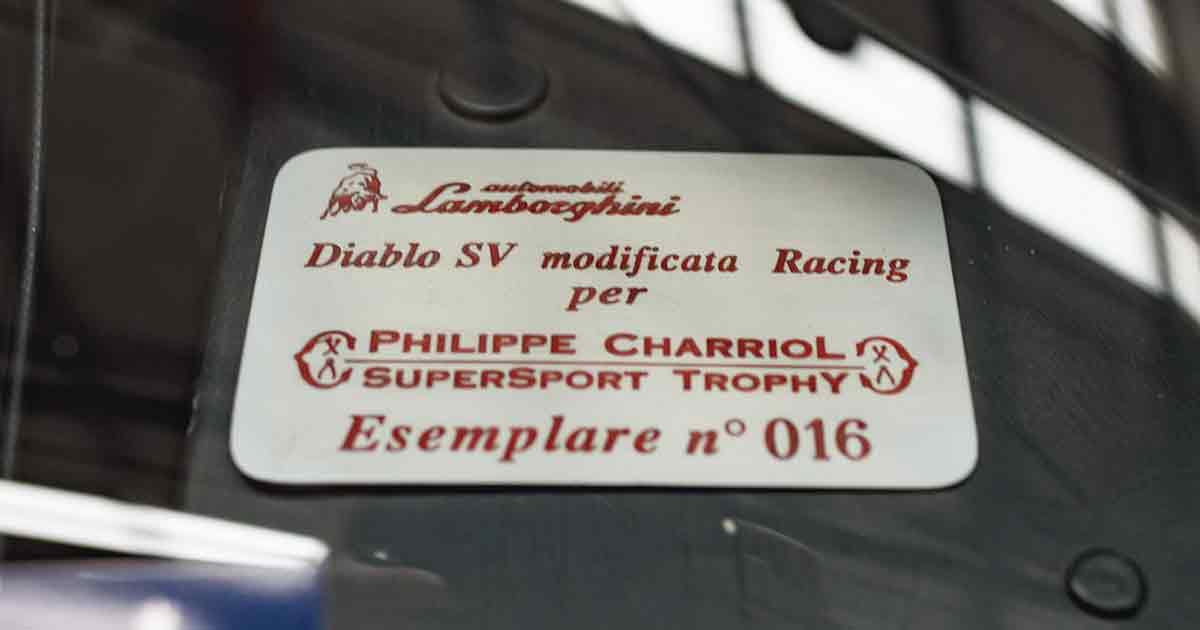 automobili
Lamborghini
Diablo SV modificata Racing
per
PHILIPPE CHARRIOL
SUPERSPORT TROPHY
Esemplare n° 016